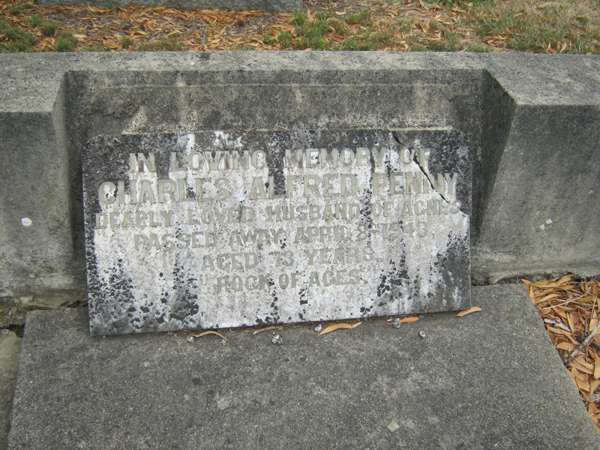 IN LOVING MEMORY OF
CHARLES ALFRED PENNY
DEARLY LOVED HUSBAND OF AGNES
PASSED AWAY APRIL
AGED 73 YEARS
ROCK OF AGES